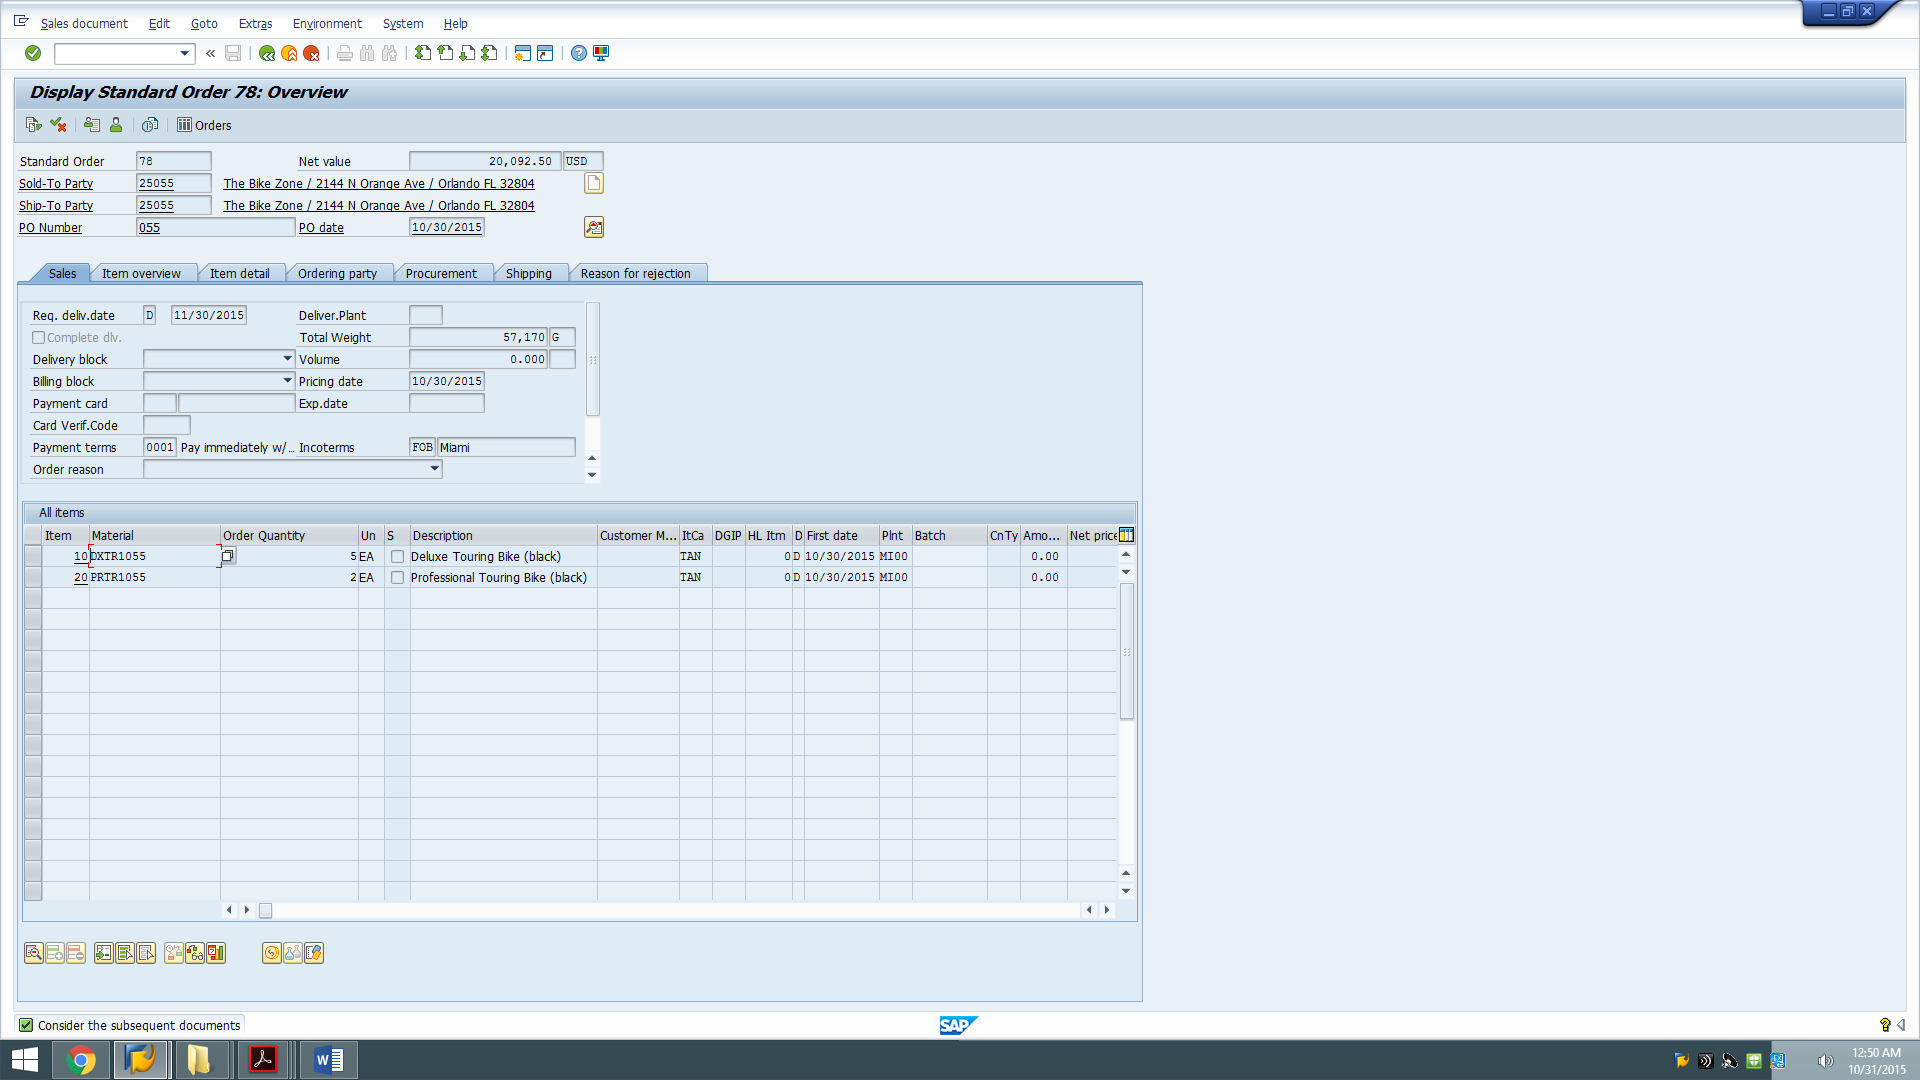 Sales document Edit Goto Extras Environment System Help
Display Standard Order 78: Overview
Orders
Standard Order 78 Net value 20,092.50 USD
Sold-To Party 25055 The Bike Zone / 2144 N Orange Ave / Orlando FL 32804
Ship-To Party 25055 The Bike Zone / 2144 N Orange Ave / Orlando FL 32804
PO Number 055 PO date 10/30/2015
Sales Item overview Item detail Ordering party Procurement Shipping Reason for rejection
Req. deliv.date D 11/30/2015 Deliver.Plant
Complete dlv. Total Weight 57,170 G
Delivery block Volume 0.000
Billing block Pricing date 10/30/2015
Payment card Exp.date
Card Verif.Code
Payment terms 0001 Pay immediately w/... Incoterms FOB Miami
Order reason
All items
Item Material Order Quantity Un S Description Customer M... ItCa DGIP HL Itm D First date Plnt Batch CnTy Amo... Net price
10 DXTR1055 5 EA Deluxe Touring Bike (black) TAN 0 D 10/30/2015 MI00 0.00
20 PRTR1055 2 EA Professional Touring Bike (black) TAN 0 D 10/30/2015 MI00 0.00
Consider the subsequent documents SAP
12:50 AM
10/31/2015